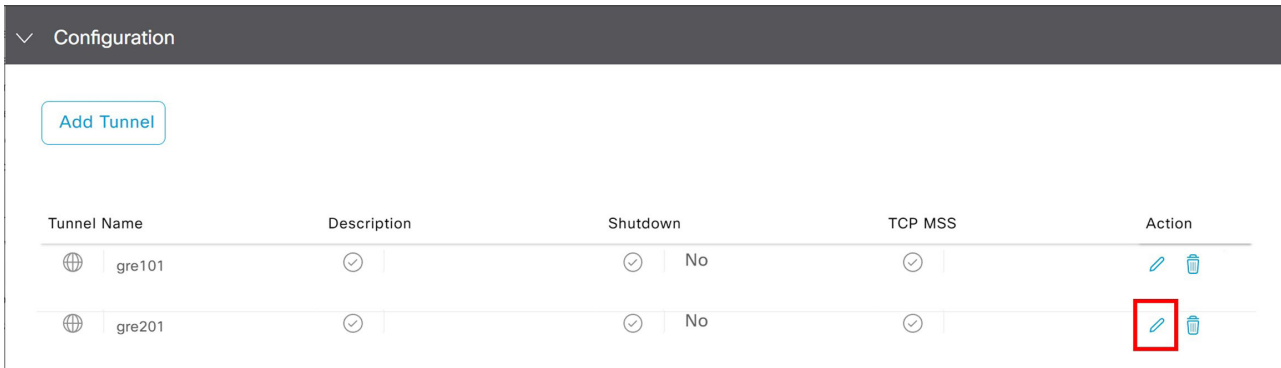 Configuration
Add Tunnel
Tunnel Name Description Shutdown TCP MSS Action
gre101 No
gre201 No